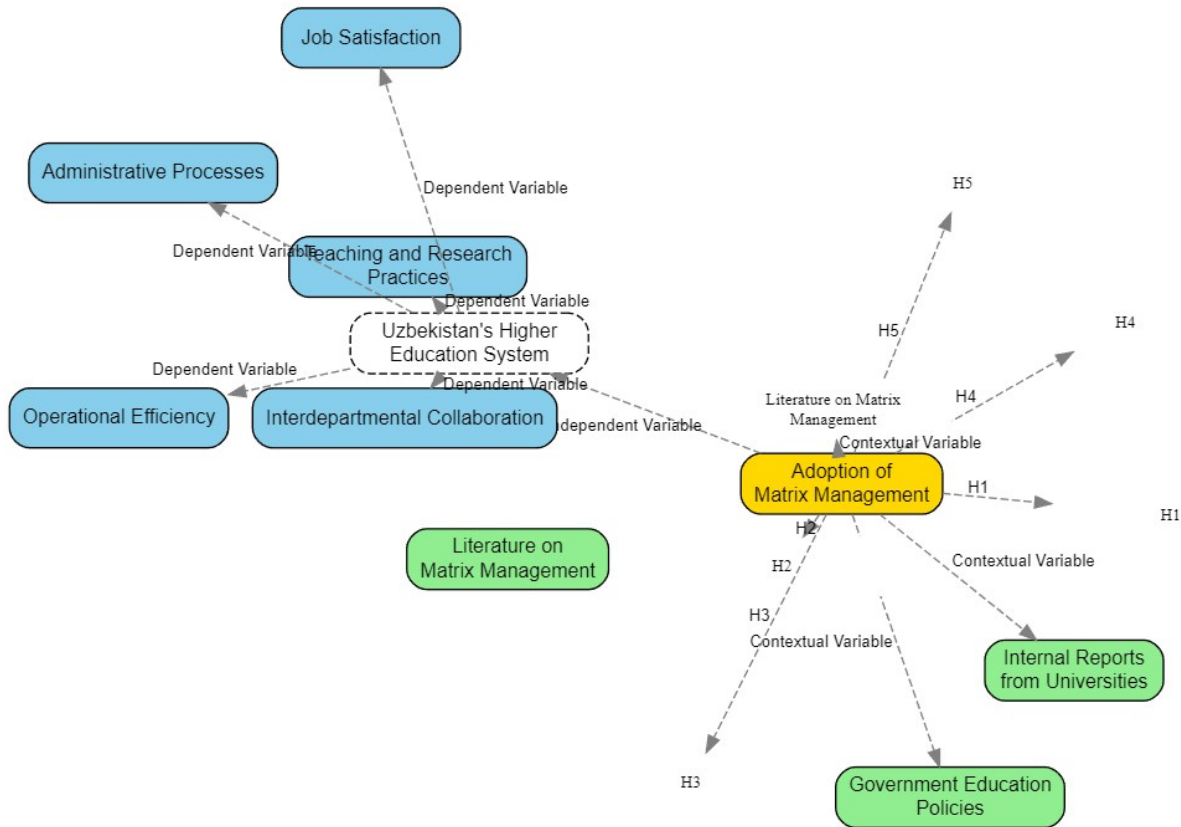 Job Satisfaction
Administrative Processes
Dependent Variable
H5
Dependent Variable
Teaching and Research
Practices
Dependent Variable
Uzbekistan's Higher
Education System
H5
H4
Dependent Variable
Dependent Variable
H4
Operational Efficiency
Interdepartmental Collaboration
Independent Variable
Literature on Matrix
Management
Contextual Variable
Adoption of
Matrix Management
H1
H1
H2
Literature on
Matrix Management
H2
Contextual Variable
H3
Contextual Variable
Internal Reports
from Universities
H3
Government Education
Policies